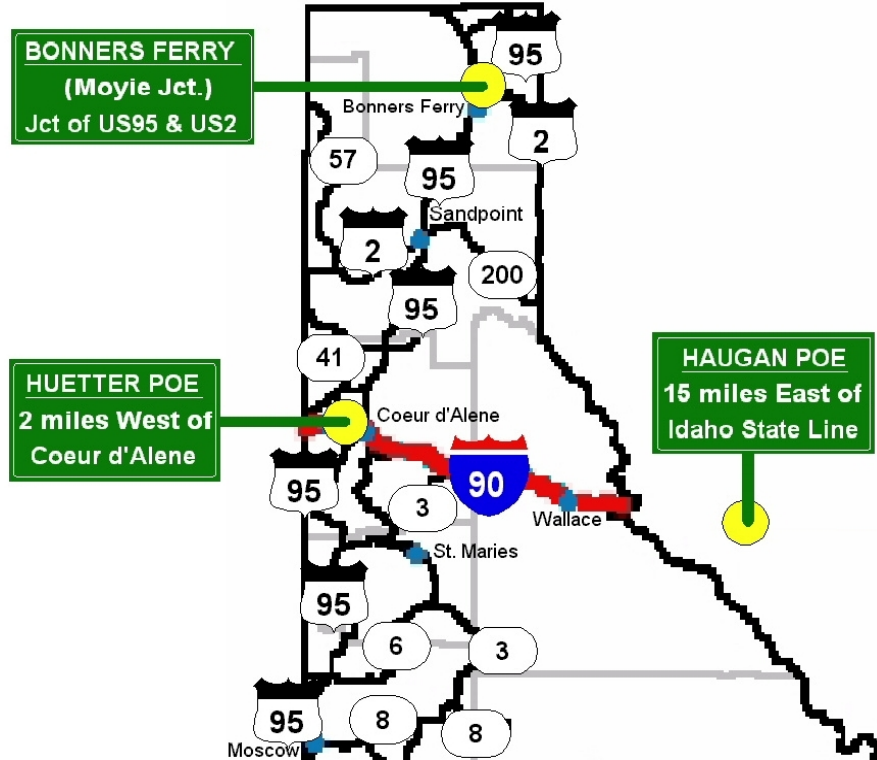 BONNERS FERRY
(Moyie Jct.)
Jct of US95 & US2
95
Bonners Ferry
2
57
95
Sandpoint
2
200
95
41
HAUGAN POE
15 miles East of
Idaho State Line
HUETTER POE
2 miles West of
Coeur d'Alene
Coeur d'Alene
95
90
3
Wallace
St. Maries
95
6
3
95
8
8
Moscow